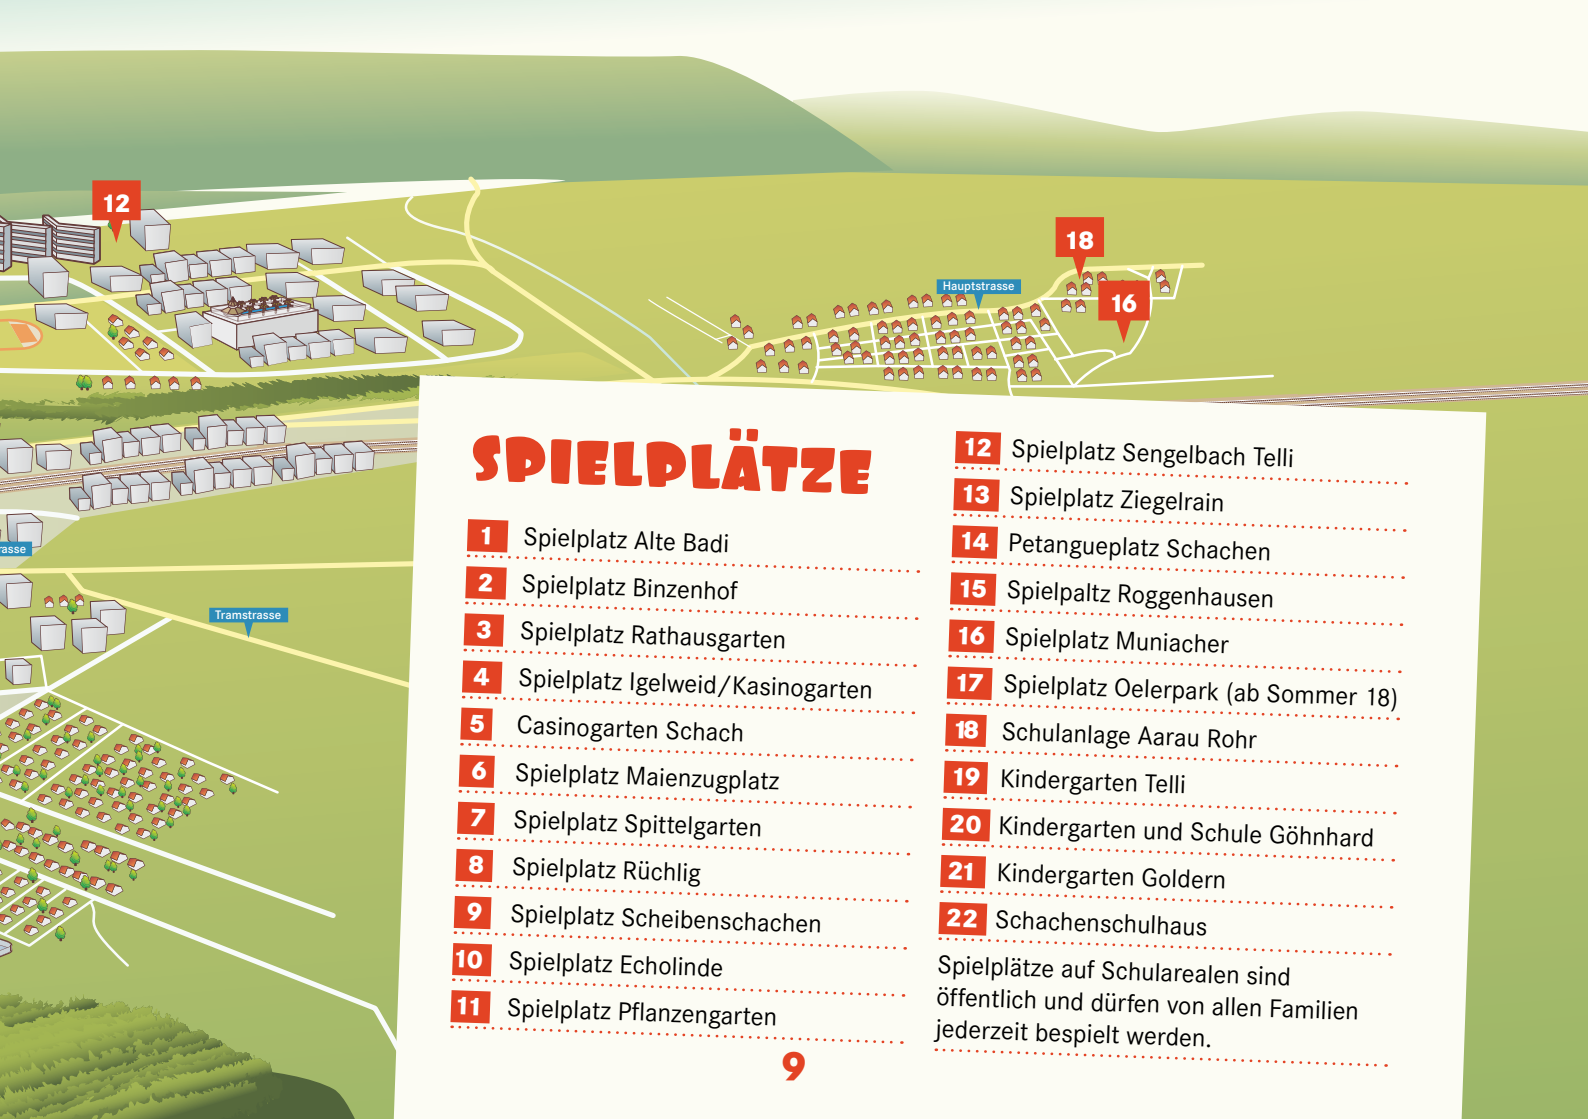 12
18
Hauptstrasse
16
rasse
Tramstrasse
SPIELPLÄTZE
1 Spielplatz Alte Badi
2 Spielplatz Binzenhof
3 Spielplatz Rathausgarten
4 Spielplatz Igelweid/Kasinogarten
5 Casinogarten Schach
6 Spielplatz Maienzugplatz
7 Spielplatz Spittelgarten
8 Spielplatz Rüchlig
9 Spielplatz Scheibenschachen
10 Spielplatz Echolinde
11 Spielplatz Pflanzengarten
12 Spielplatz Sengelbach Telli
13 Spielplatz Ziegelrain
14 Petangueplatz Schachen
15 Spielpaltz Roggenhausen
16 Spielplatz Muniacher
17 Spielplatz Oelerpark (ab Sommer 18)
18 Schulanlage Aarau Rohr
19 Kindergarten Telli
20 Kindergarten und Schule Göhnhard
21 Kindergarten Goldern
22 Schachenschulhaus
Spielplätze auf Schularealen sind
öffentlich und dürfen von allen Familien
jederzeit bespielt werden.
9